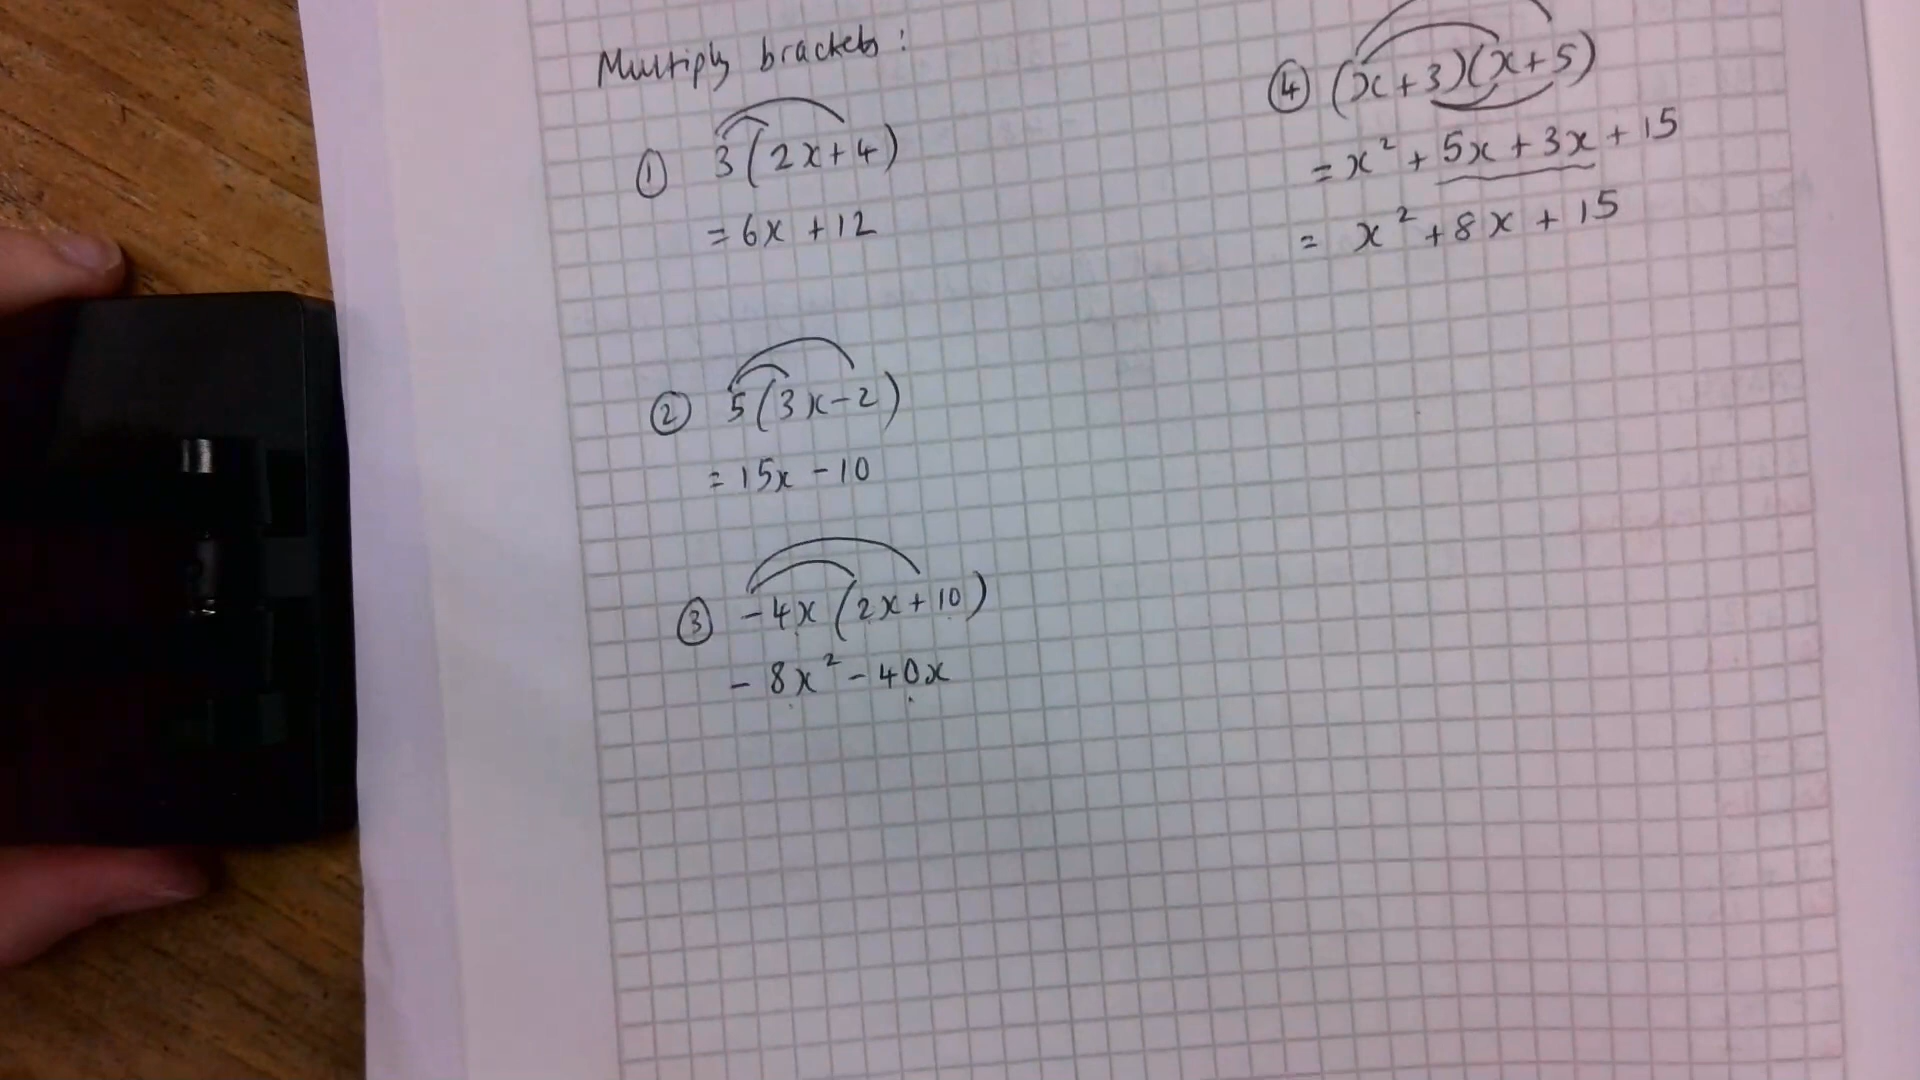 Multiply brackets :
① 3(2x+4)
= 6x + 12
② 5(3x-2)
= 15x - 10
③ -4x(2x+10)
- 8x² - 40x
④ (x+3)(x+5)
= x² + 5x + 3x + 15
= x² + 8x + 15